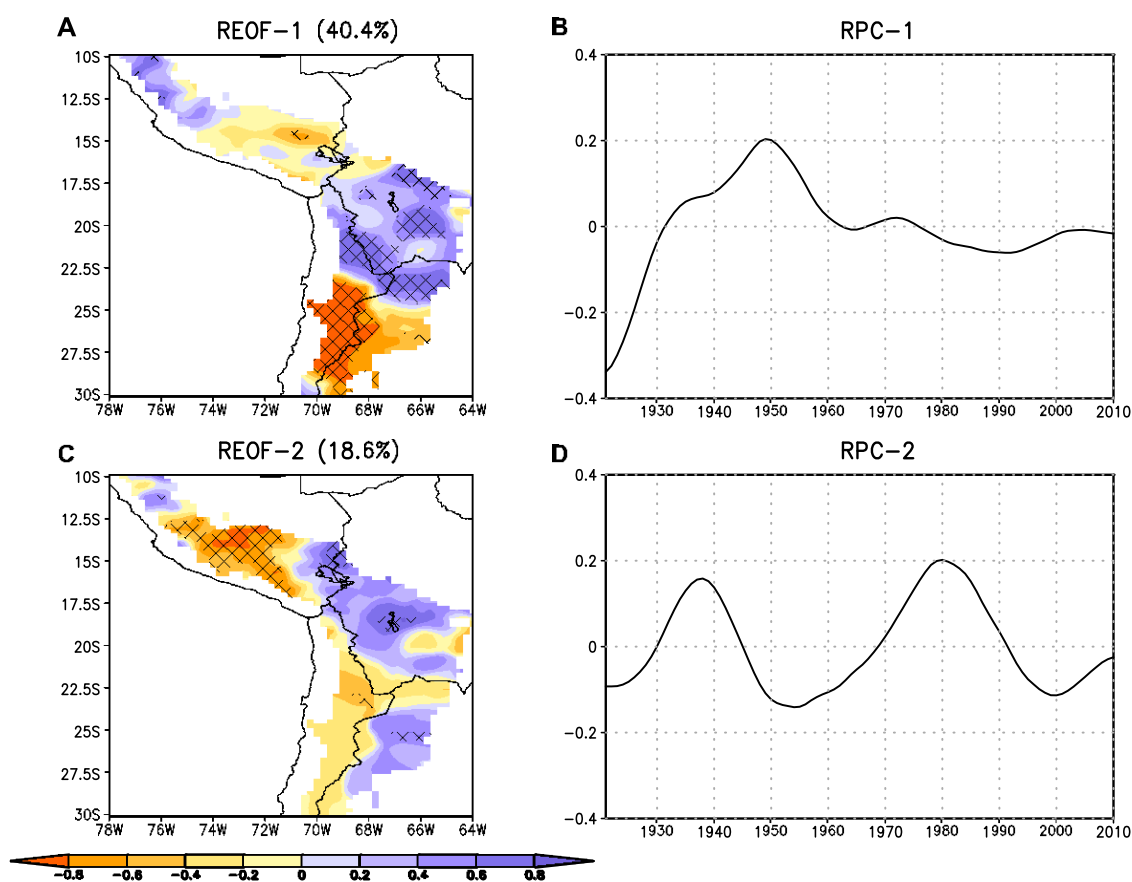 A REOF-1 (40.4%)
10S
12.5S
15S
17.5S
20S
22.5S
25S
27.5S
30S
78W 76W 74W 72W 70W 68W 66W 64W
B RPC-1
0.4
0.2
0
-0.2
-0.4
1930 1940 1950 1960 1970 1980 1990 2000 2010
C REOF-2 (18.6%)
10S
12.5S
15S
17.5S
20S
22.5S
25S
27.5S
30S
78W 76W 74W 72W 70W 68W 66W 64W
D RPC-2
0.4
0.2
0
-0.2
-0.4
1930 1940 1950 1960 1970 1980 1990 2000 2010
-0.8 -0.6 -0.4 -0.2 0 0.2 0.4 0.6 0.8